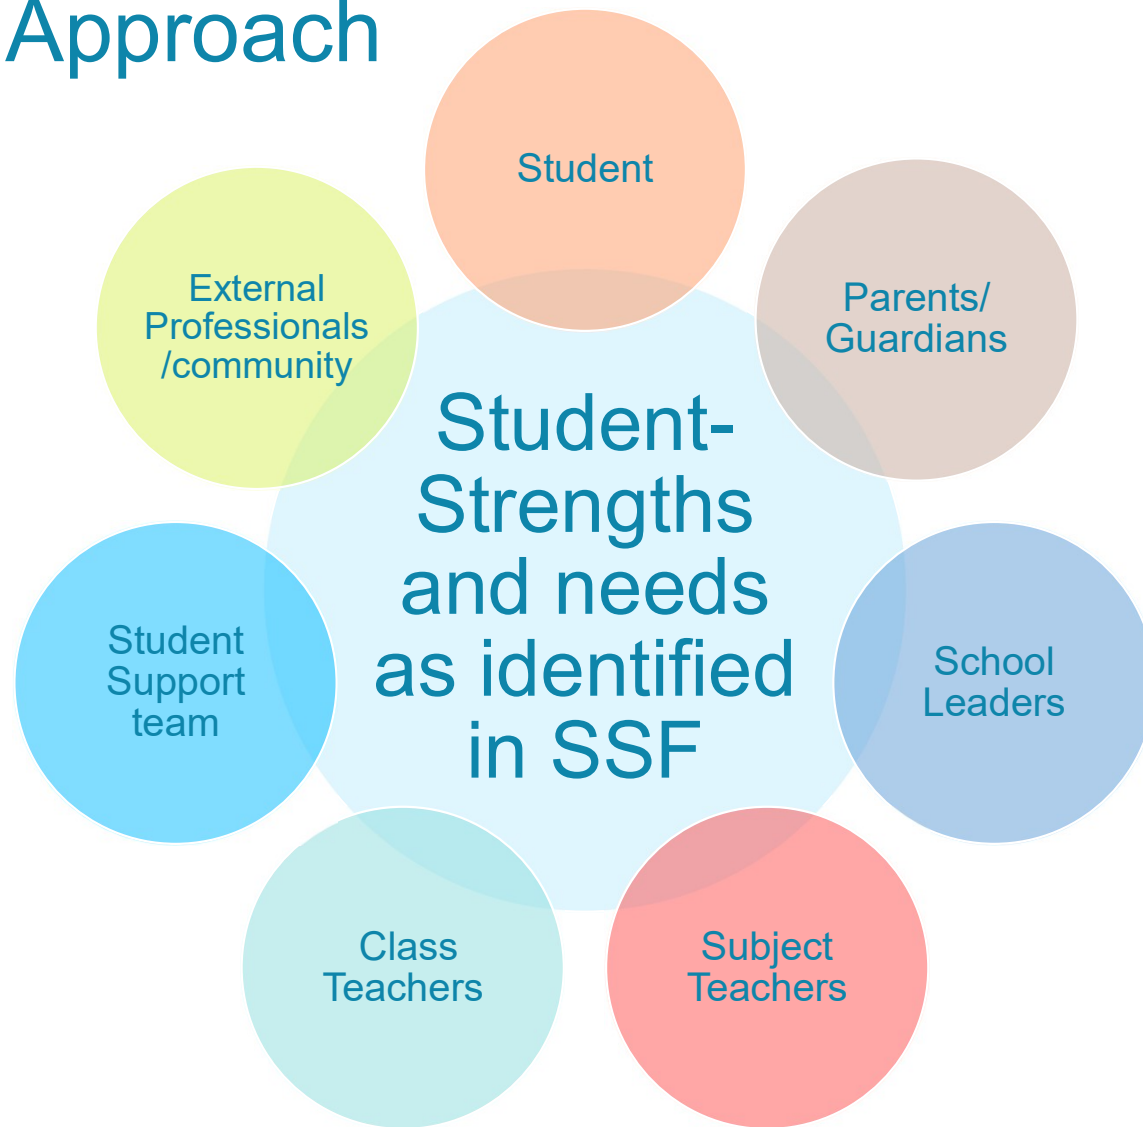 Approach
Student
Parents/
Guardians
School
Leaders
Subject
Teachers
Class
Teachers
Student
Support
team
External
Professionals
/community
Student-
Strengths
and needs
as identified
in SSF